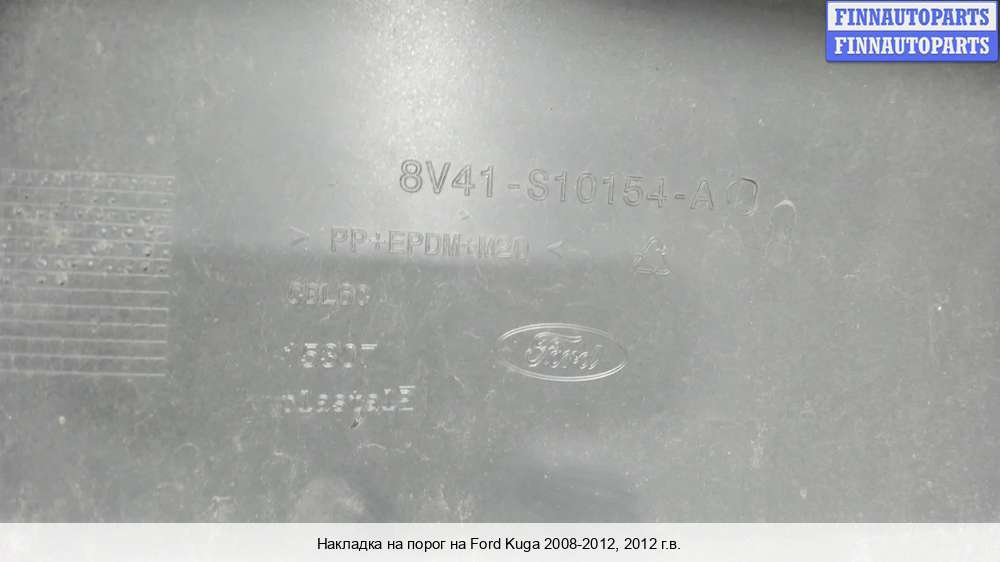 FINNAUTOPARTS
FINNAUTOPARTS
8V41-S10154-A
> PP+EPDM+M20 <
Ford
Накладка на порог на Ford Kuga 2008-2012, 2012 г.в.